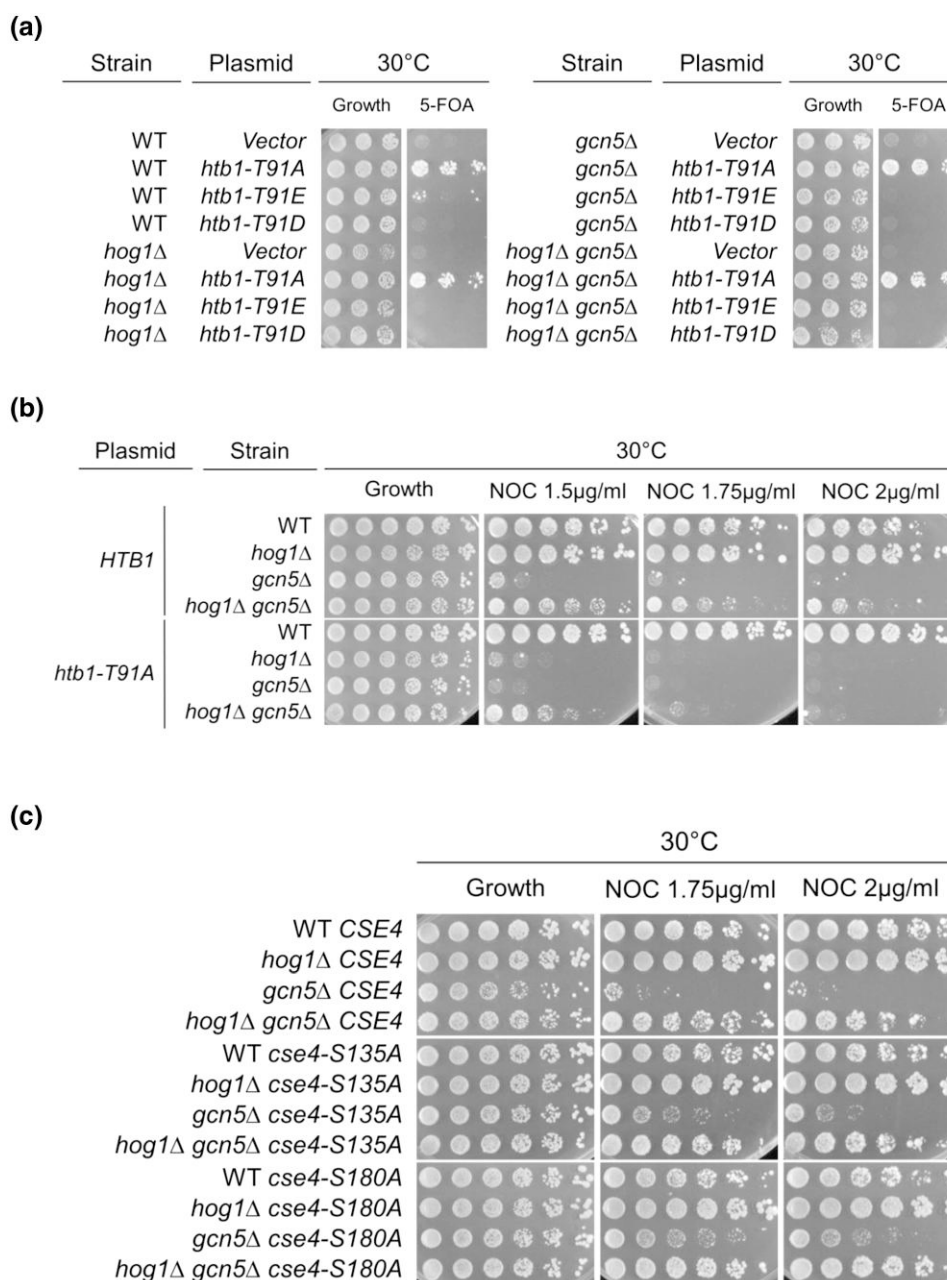 (a)
Strain Plasmid 30°C Strain Plasmid 30°C
Growth 5-FOA Growth 5-FOA
WT Vector gcn5Δ Vector
WT htb1-T91A gcn5Δ htb1-T91A
WT htb1-T91E gcn5Δ htb1-T91E
WT htb1-T91D gcn5Δ htb1-T91D
hog1Δ Vector hog1Δ gcn5Δ Vector
hog1Δ htb1-T91A hog1Δ gcn5Δ htb1-T91A
hog1Δ htb1-T91E hog1Δ gcn5Δ htb1-T91E
hog1Δ htb1-T91D hog1Δ gcn5Δ htb1-T91D
(b)
Plasmid Strain 30°C
Growth NOC 1.5µg/ml NOC 1.75µg/ml NOC 2µg/ml
HTB1
WT
hog1Δ
gcn5Δ
hog1Δ gcn5Δ
htb1-T91A
WT
hog1Δ
gcn5Δ
hog1Δ gcn5Δ
(c)
30°C
Growth NOC 1.75µg/ml NOC 2µg/ml
WT CSE4
hog1Δ CSE4
gcn5Δ CSE4
hog1Δ gcn5Δ CSE4
WT cse4-S135A
hog1Δ cse4-S135A
gcn5Δ cse4-S135A
hog1Δ gcn5Δ cse4-S135A
WT cse4-S180A
hog1Δ cse4-S180A
gcn5Δ cse4-S180A
hog1Δ gcn5Δ cse4-S180A